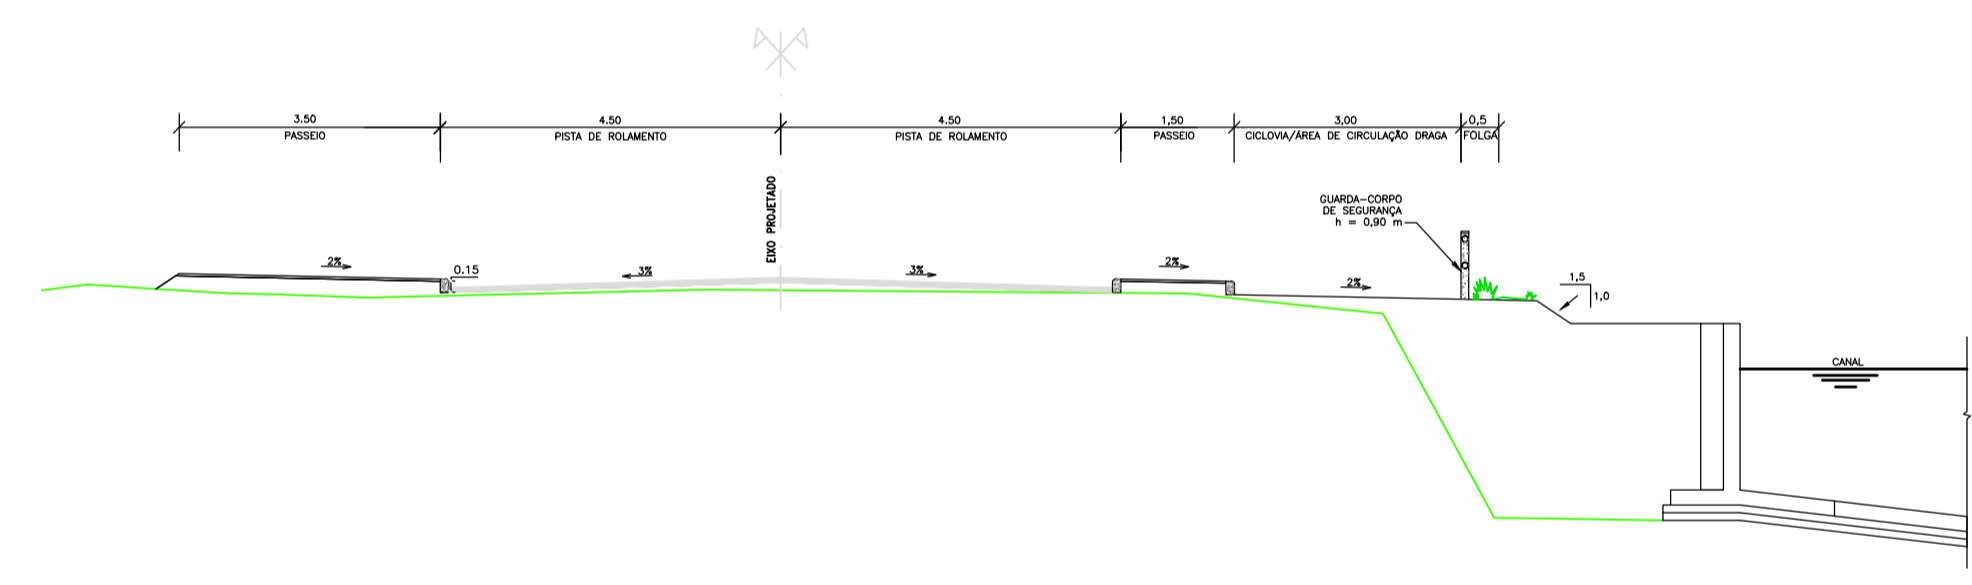 3.50
PASSEIO
4.50
PISTA DE ROLAMENTO
4.50
PISTA DE ROLAMENTO
1,50
PASSEIO
3,00
CICLOVIA/ÁREA DE CIRCULAÇÃO DRAGA
0,5
FOLGA
EIXO PROJETADO
GUARDA-CORPO
DE SEGURANÇA
h = 0,90 m
2%
0.15
3%
3%
2%
2%
1,5
1,0
CANAL